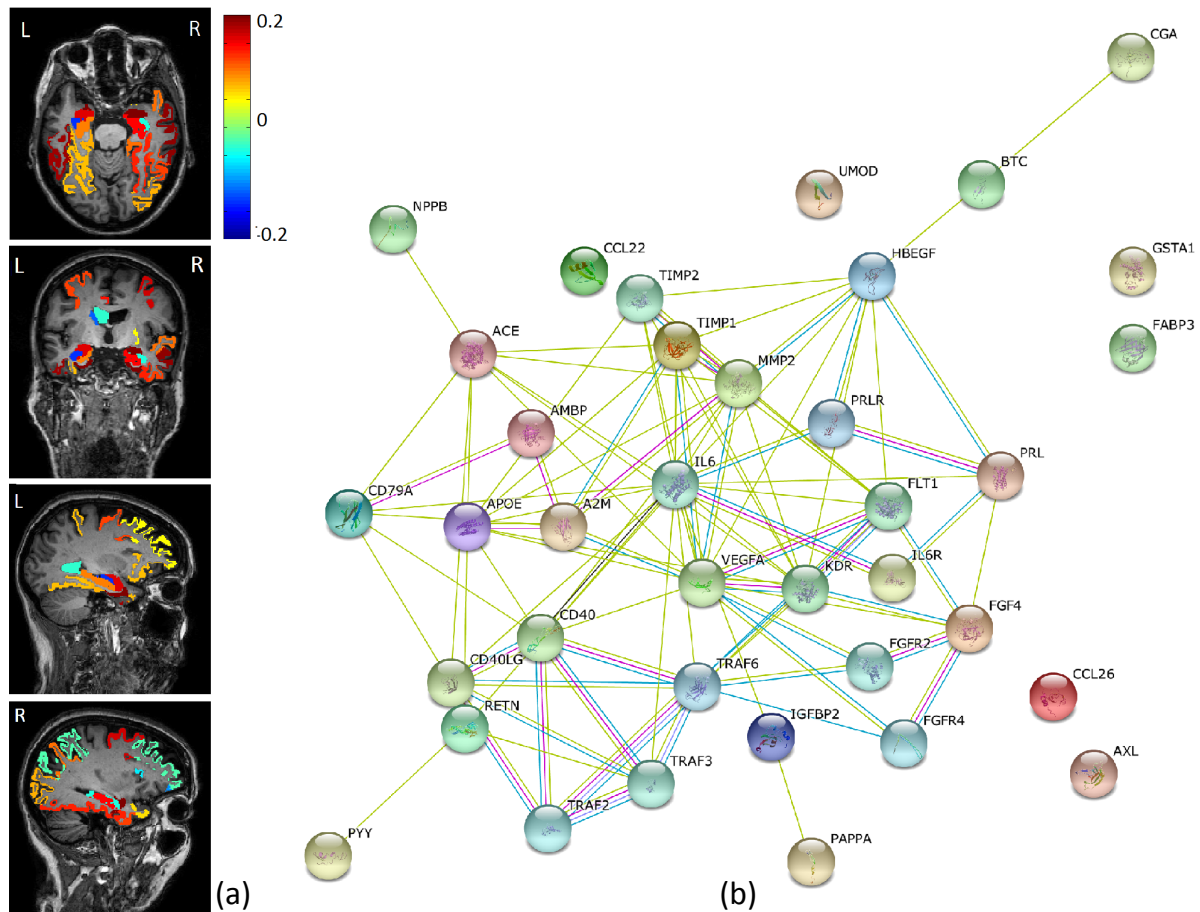 L R
0.2
0
-0.2
L R
L
R
(a)
CGA
BTC
UMOD
NPPB
CCL22
HBEGF
GSTA1
TIMP2
FABP3
TIMP1
ACE
MMP2
PRLR
AMBP
PRL
IL6
CD79A
APOE
A2M
FLT1
IL6R
VEGFA
KDR
FGF4
CD40
FGFR2
CD40LG
TRAF6
CCL26
RETN
IGFBP2
FGFR4
AXL
TRAF3
TRAF2
PYY
PAPPA
(b)